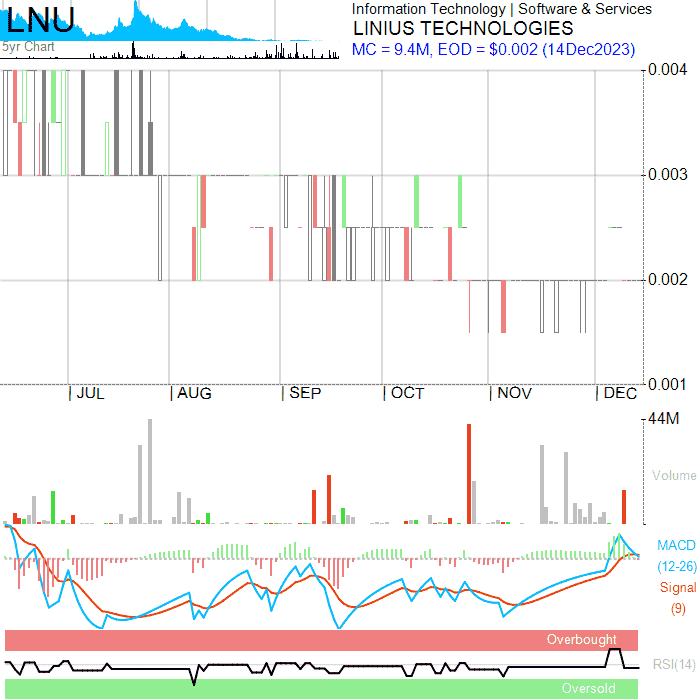 LNU
5yr Chart
Information Technology | Software & Services
LINIUS TECHNOLOGIES
MC = 9.4M, EOD = $0.002 (14Dec2023)
0.004
0.003
0.002
0.001
| JUL | AUG | SEP | OCT | NOV | DEC
44M
Volume
MACD
(12-26)
Signal
(9)
Overbought
RSI(14)
Oversold